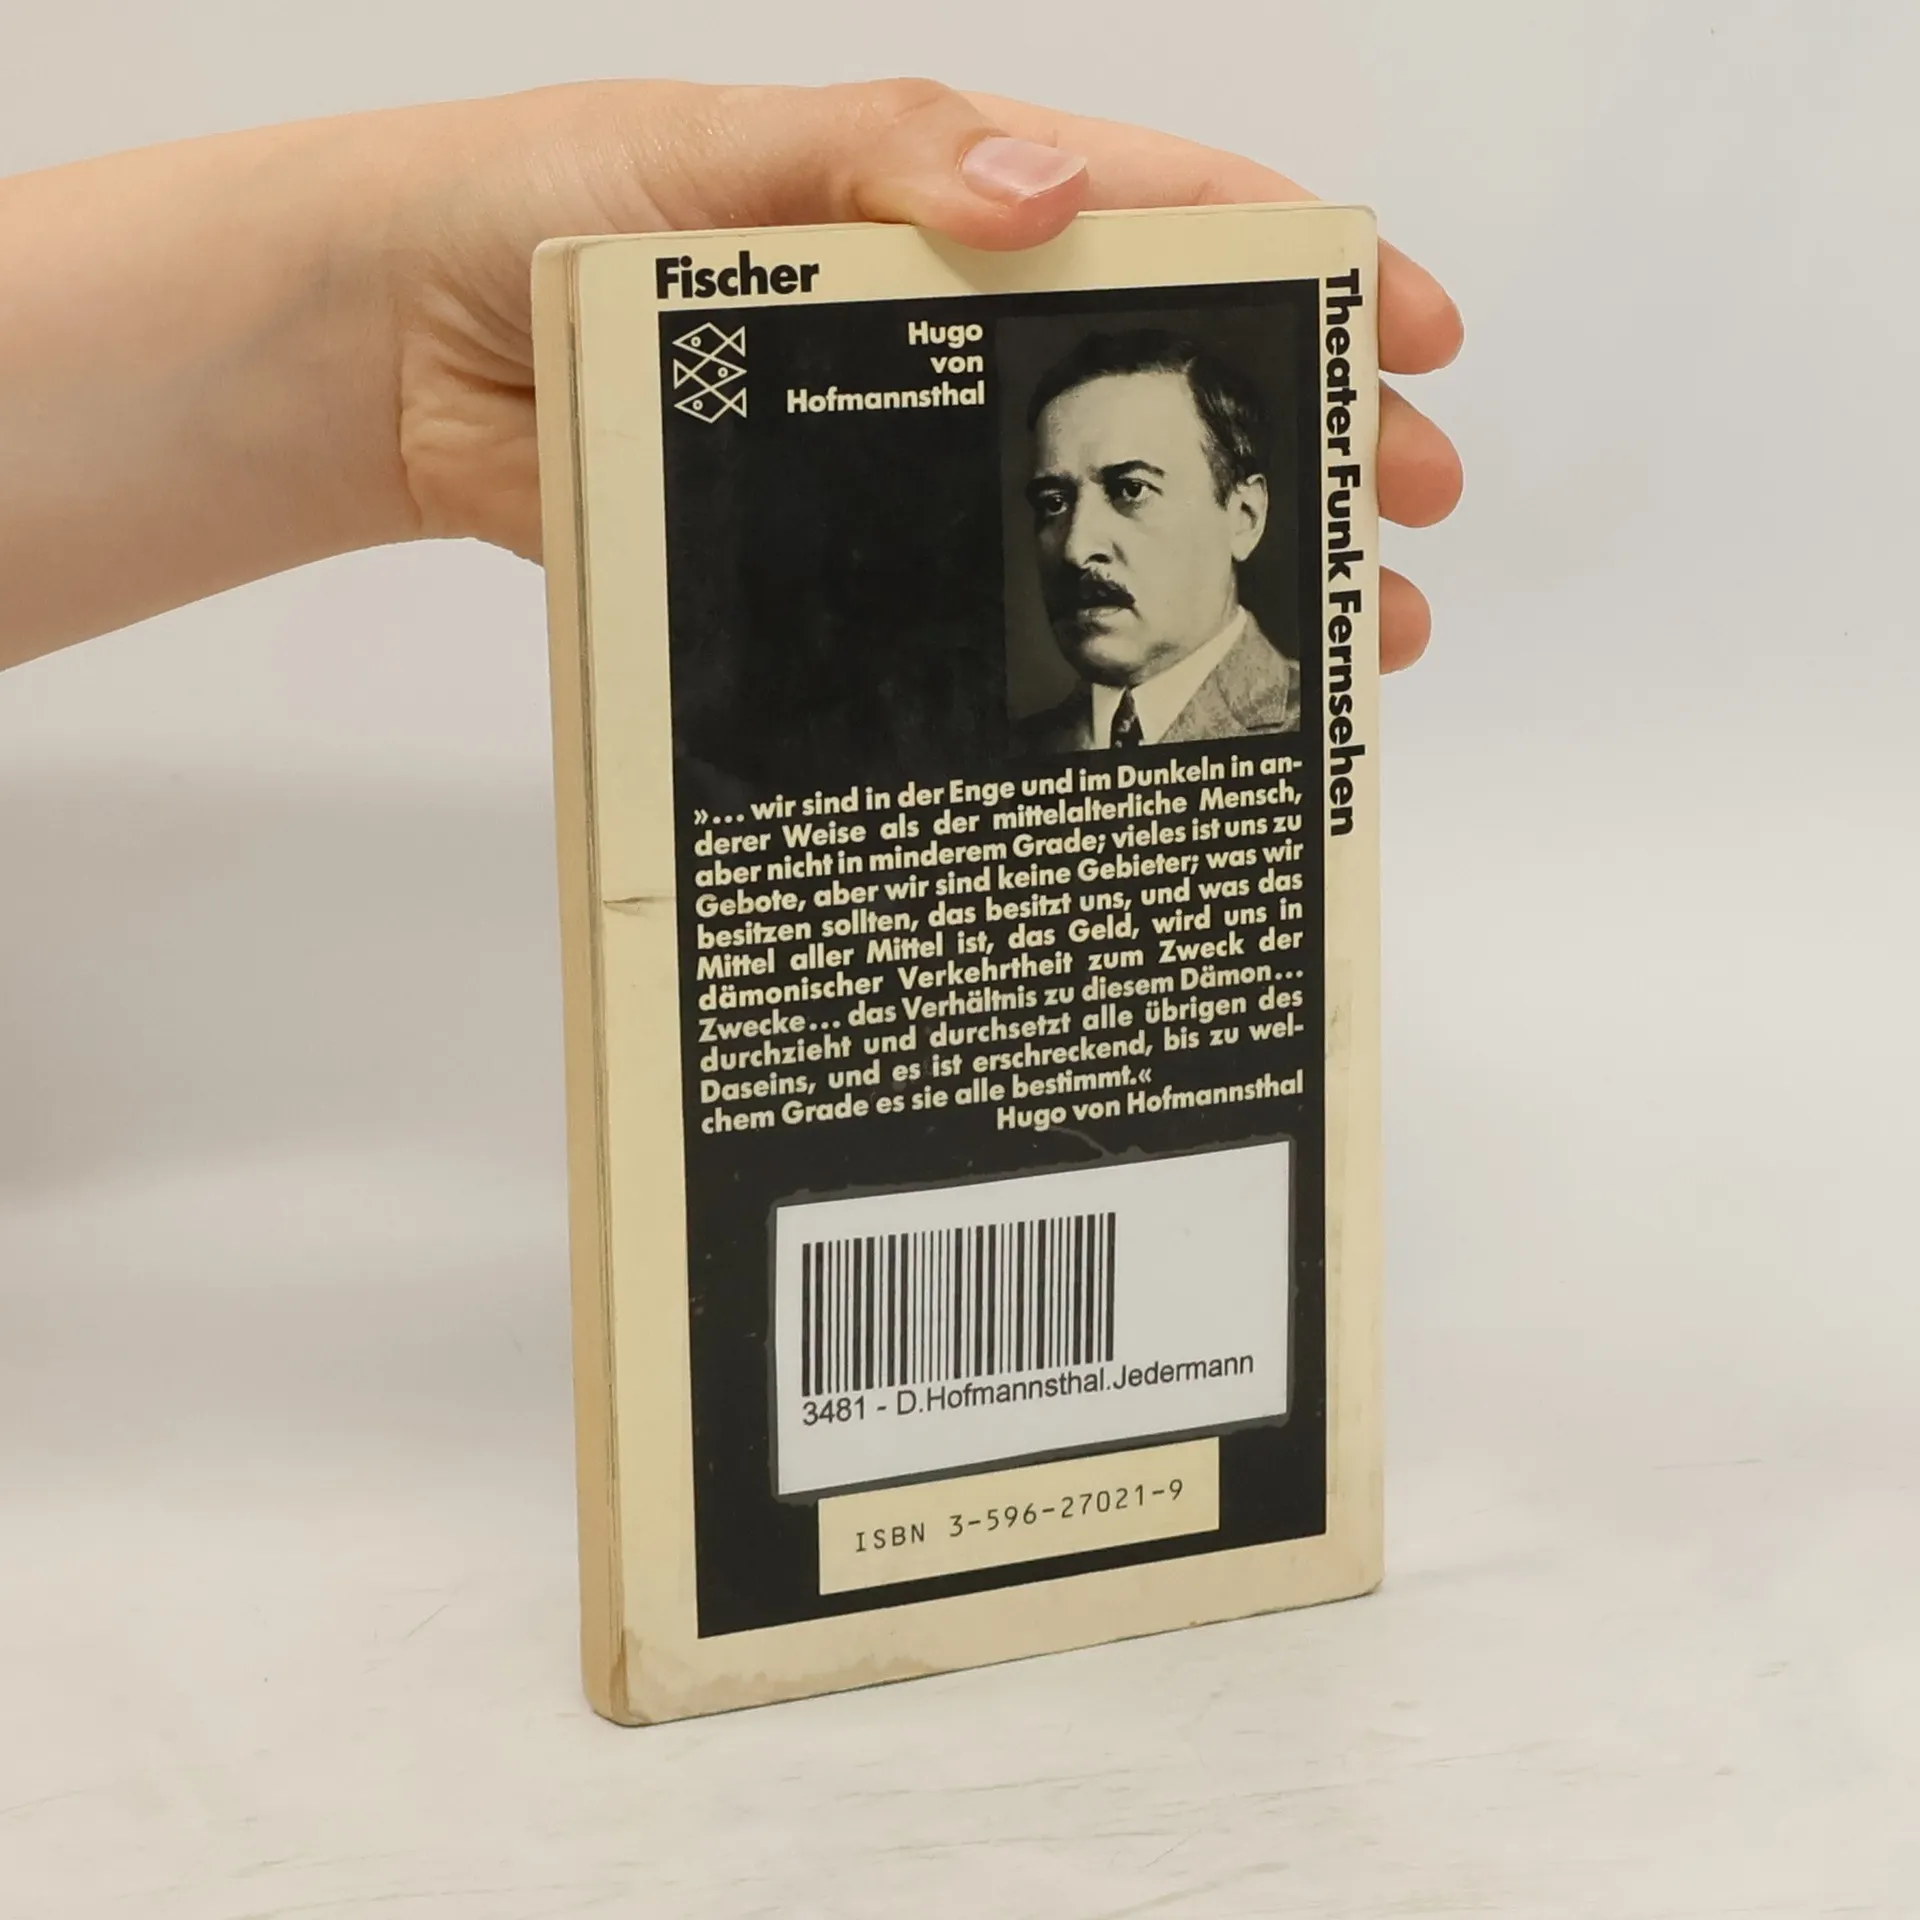 Fischer
Hugo
von
Hofmannsthal
Theater Funk Fernsehen
»... wir sind in der Enge und im Dunkeln in an-
derer Weise als der mittelalterliche Mensch,
aber nicht in minderem Grade; vieles ist uns zu
Gebote, aber wir sind keine Gebieter; was wir
besitzen sollten, das besitzt uns, und was das
Mittel aller Mittel ist, das Geld, wird uns in
dämonischer Verkehrtheit zum Zweck der
Zwecke... das Verhältnis zu diesem Dämon...
durchzieht und durchsetzt alle übrigen des
Daseins, und es ist erschreckend, bis zu wel-
chem Grade es sie alle bestimmt.«
Hugo von Hofmannsthal
3481 - D.Hofmannsthal.Jedermann
ISBN 3-596-27021-9